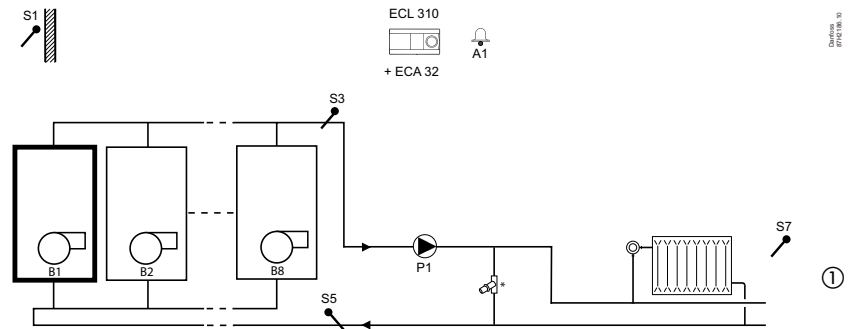 S1
ECL 310
A1
+ ECA 32
Danfoss
87H2186.10
S3
B1
B2
B8
P1
*
S5
S7
①